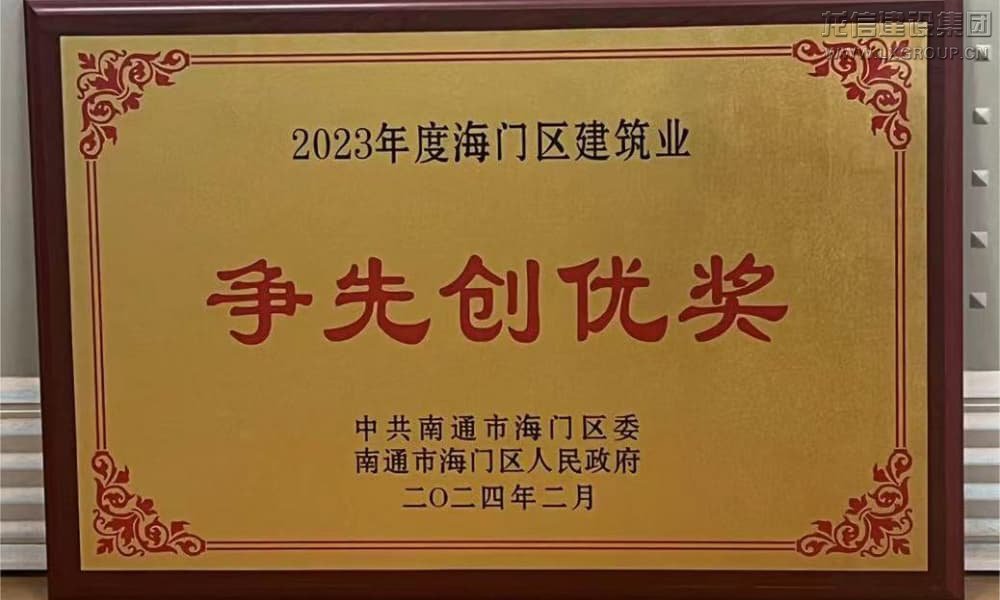 龙信建设集团
WWW.LXGROUP.CN
2023年度海门区建筑业
争先创优奖
中共南通市海门区委
南通市海门区人民政府
二〇二四年二月